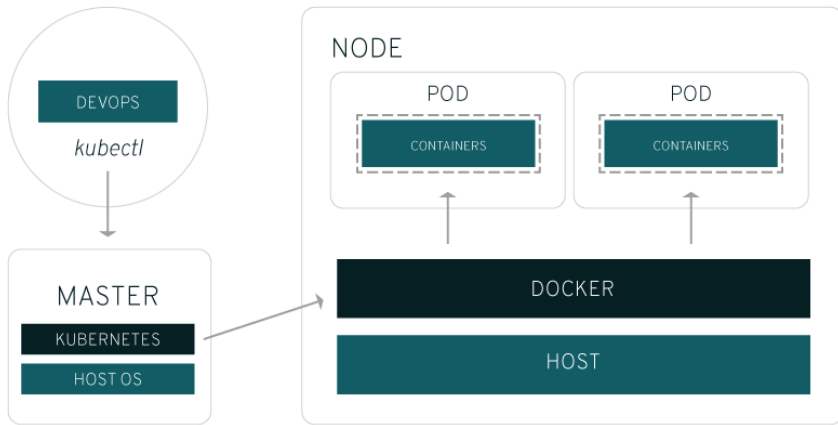 DEVOPS
kubectl
MASTER
KUBERNETES
HOST OS
NODE
POD
CONTAINERS
POD
CONTAINERS
DOCKER
HOST